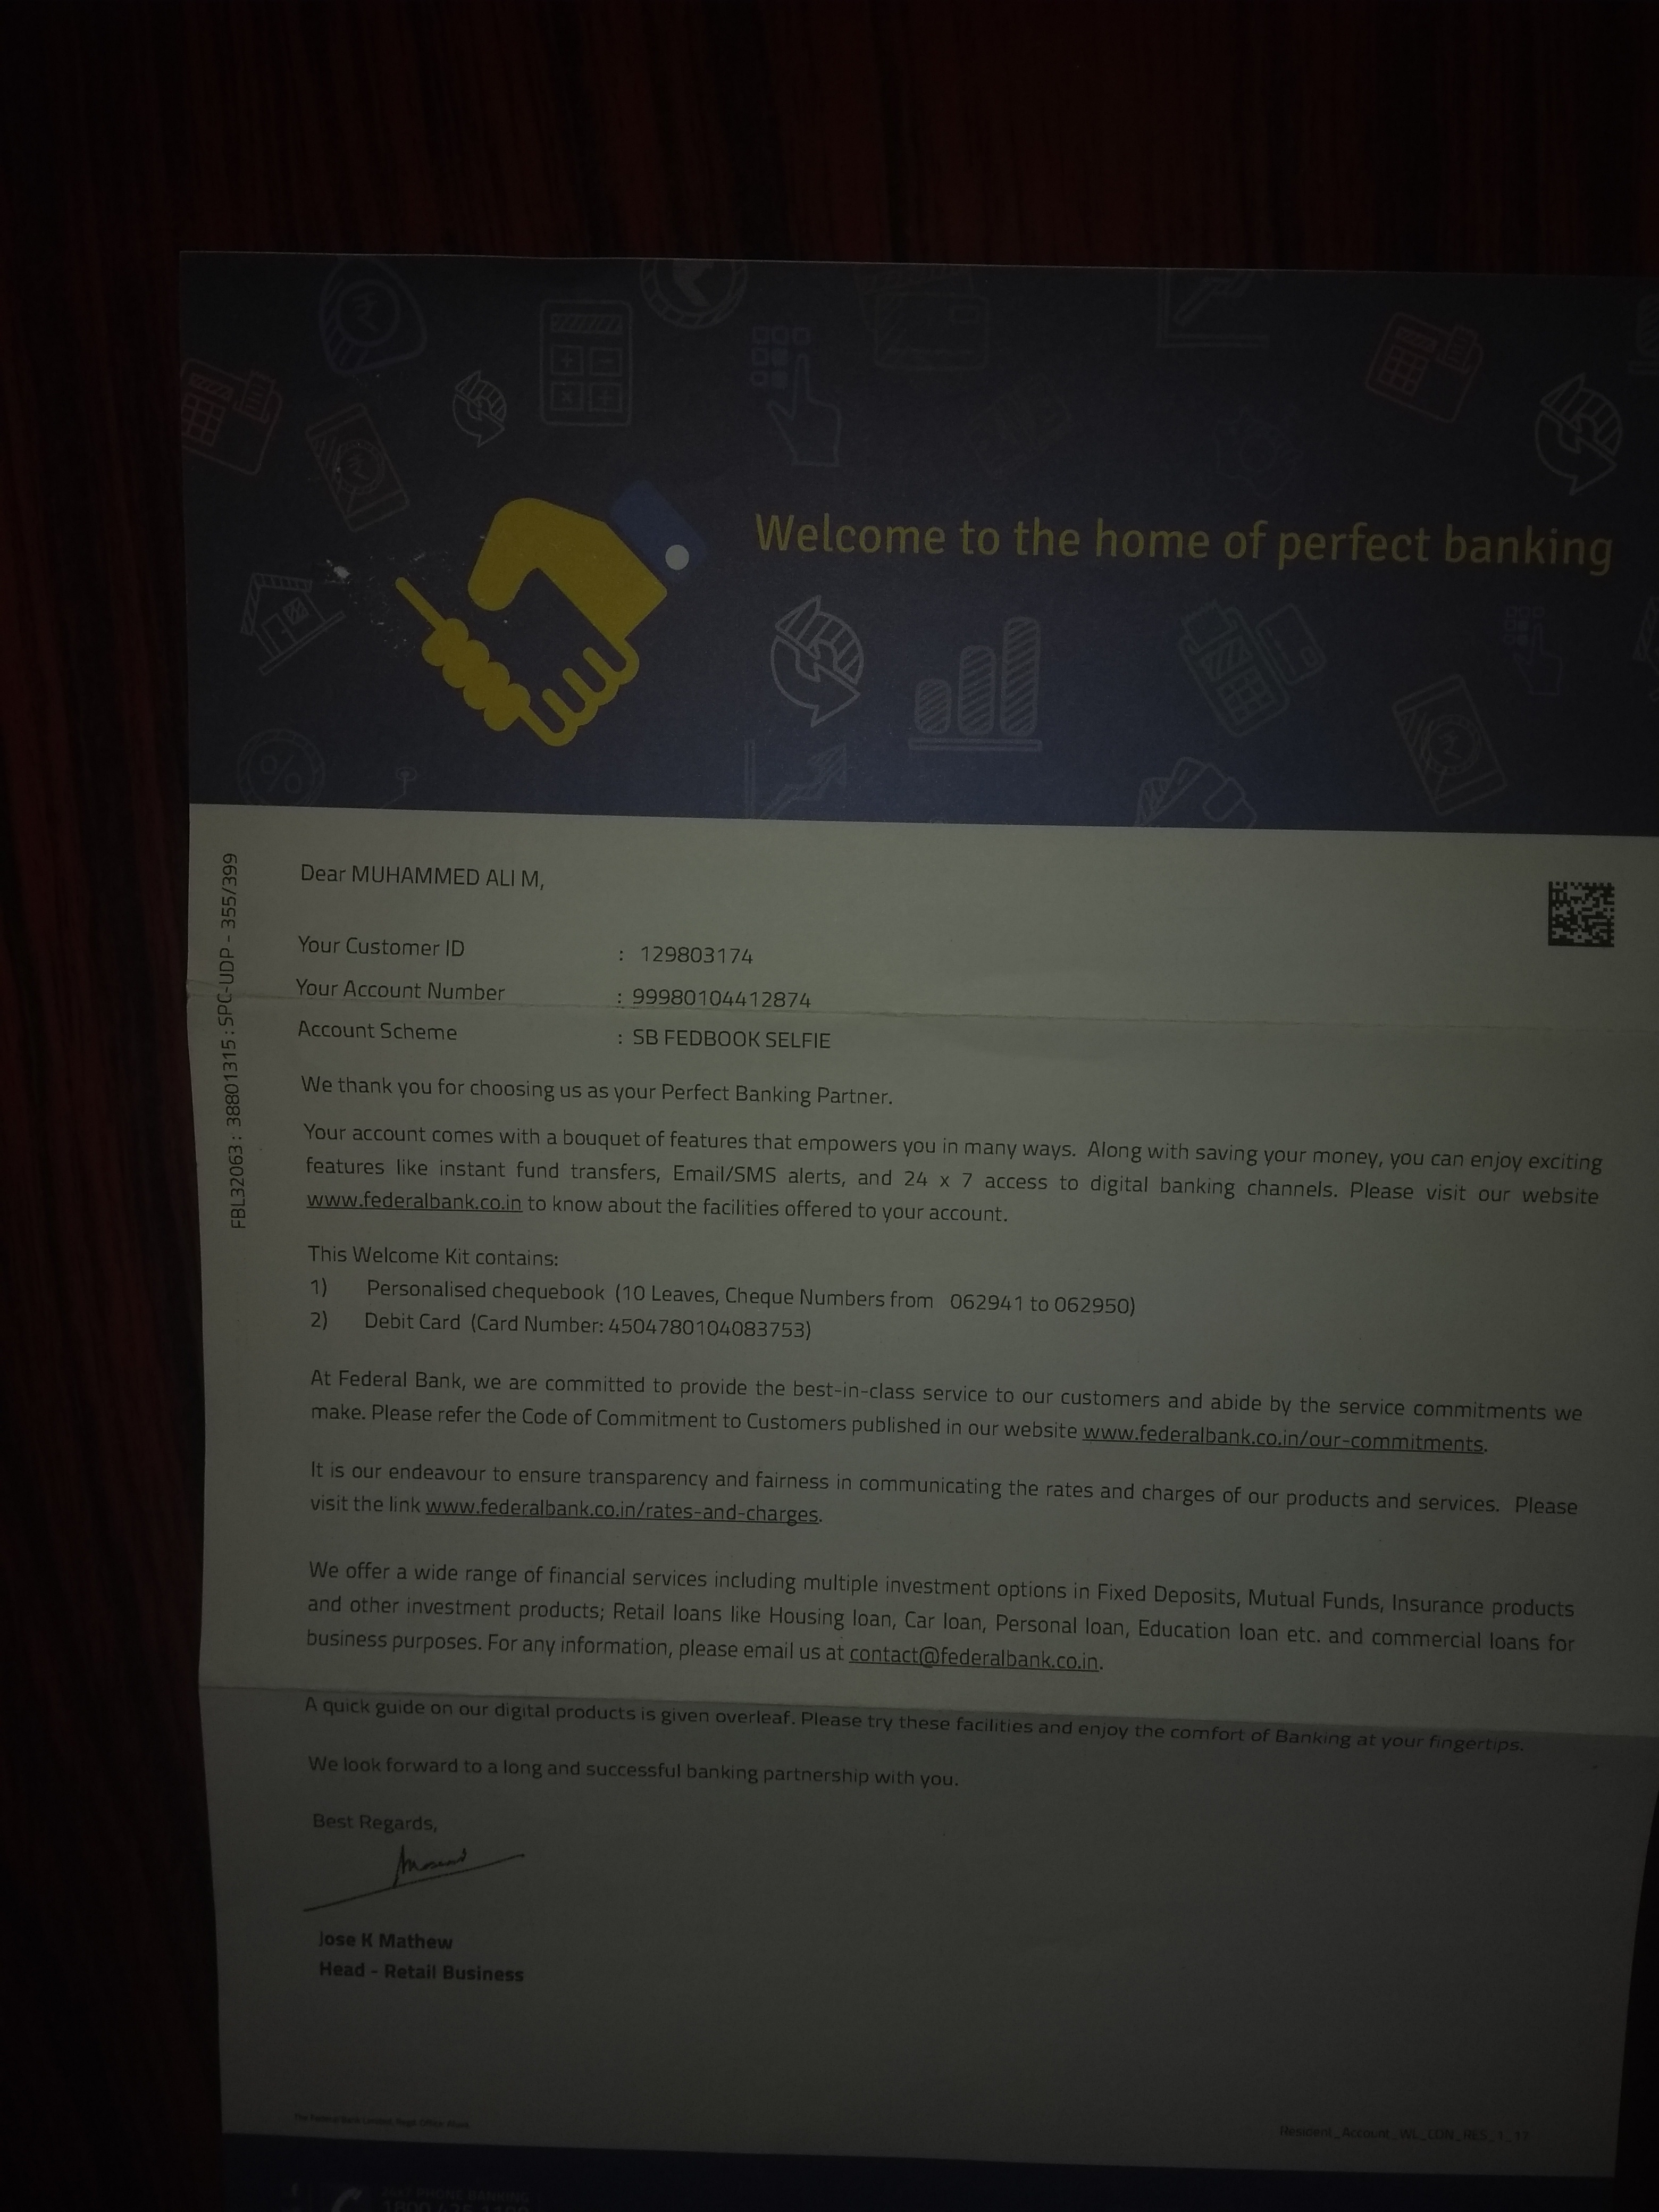 Welcome to the home of perfect banking
Dear MUHAMMED ALI M,
Your Customer ID : 129803174
Your Account Number : 99980104412874
Account Scheme : SB FEDBOOK SELFIE
FBL32063 : 38801315 : SPC-UDP - 355/399
We thank you for choosing us as your Perfect Banking Partner.
Your account comes with a bouquet of features that empowers you in many ways. Along with saving your money, you can enjoy exciting
features like instant fund transfers, Email/SMS alerts, and 24 x 7 access to digital banking channels. Please visit our website
www.federalbank.co.in to know about the facilities offered to your account.
This Welcome Kit contains:
1) Personalised chequebook (10 Leaves, Cheque Numbers from 062941 to 062950)
2) Debit Card (Card Number: 4504780104083753)
At Federal Bank, we are committed to provide the best-in-class service to our customers and abide by the service commitments we
make. Please refer the Code of Commitment to Customers published in our website www.federalbank.co.in/our-commitments.
It is our endeavour to ensure transparency and fairness in communicating the rates and charges of our products and services. Please
visit the link www.federalbank.co.in/rates-and-charges.
We offer a wide range of financial services including multiple investment options in Fixed Deposits, Mutual Funds, Insurance products
and other investment products; Retail loans like Housing loan, Car loan, Personal loan, Education loan etc. and commercial loans for
business purposes. For any information, please email us at contact@federalbank.co.in.
A quick guide on our digital products is given overleaf. Please try these facilities and enjoy the comfort of Banking at your fingertips.
We look forward to a long and successful banking partnership with you.
Best Regards,
Jose K Mathew
Head - Retail Business
The Federal Bank Limited, Regd. Office:
Resident_Account_WL_CON_RES_1_17
24x7 PHONE BANKING